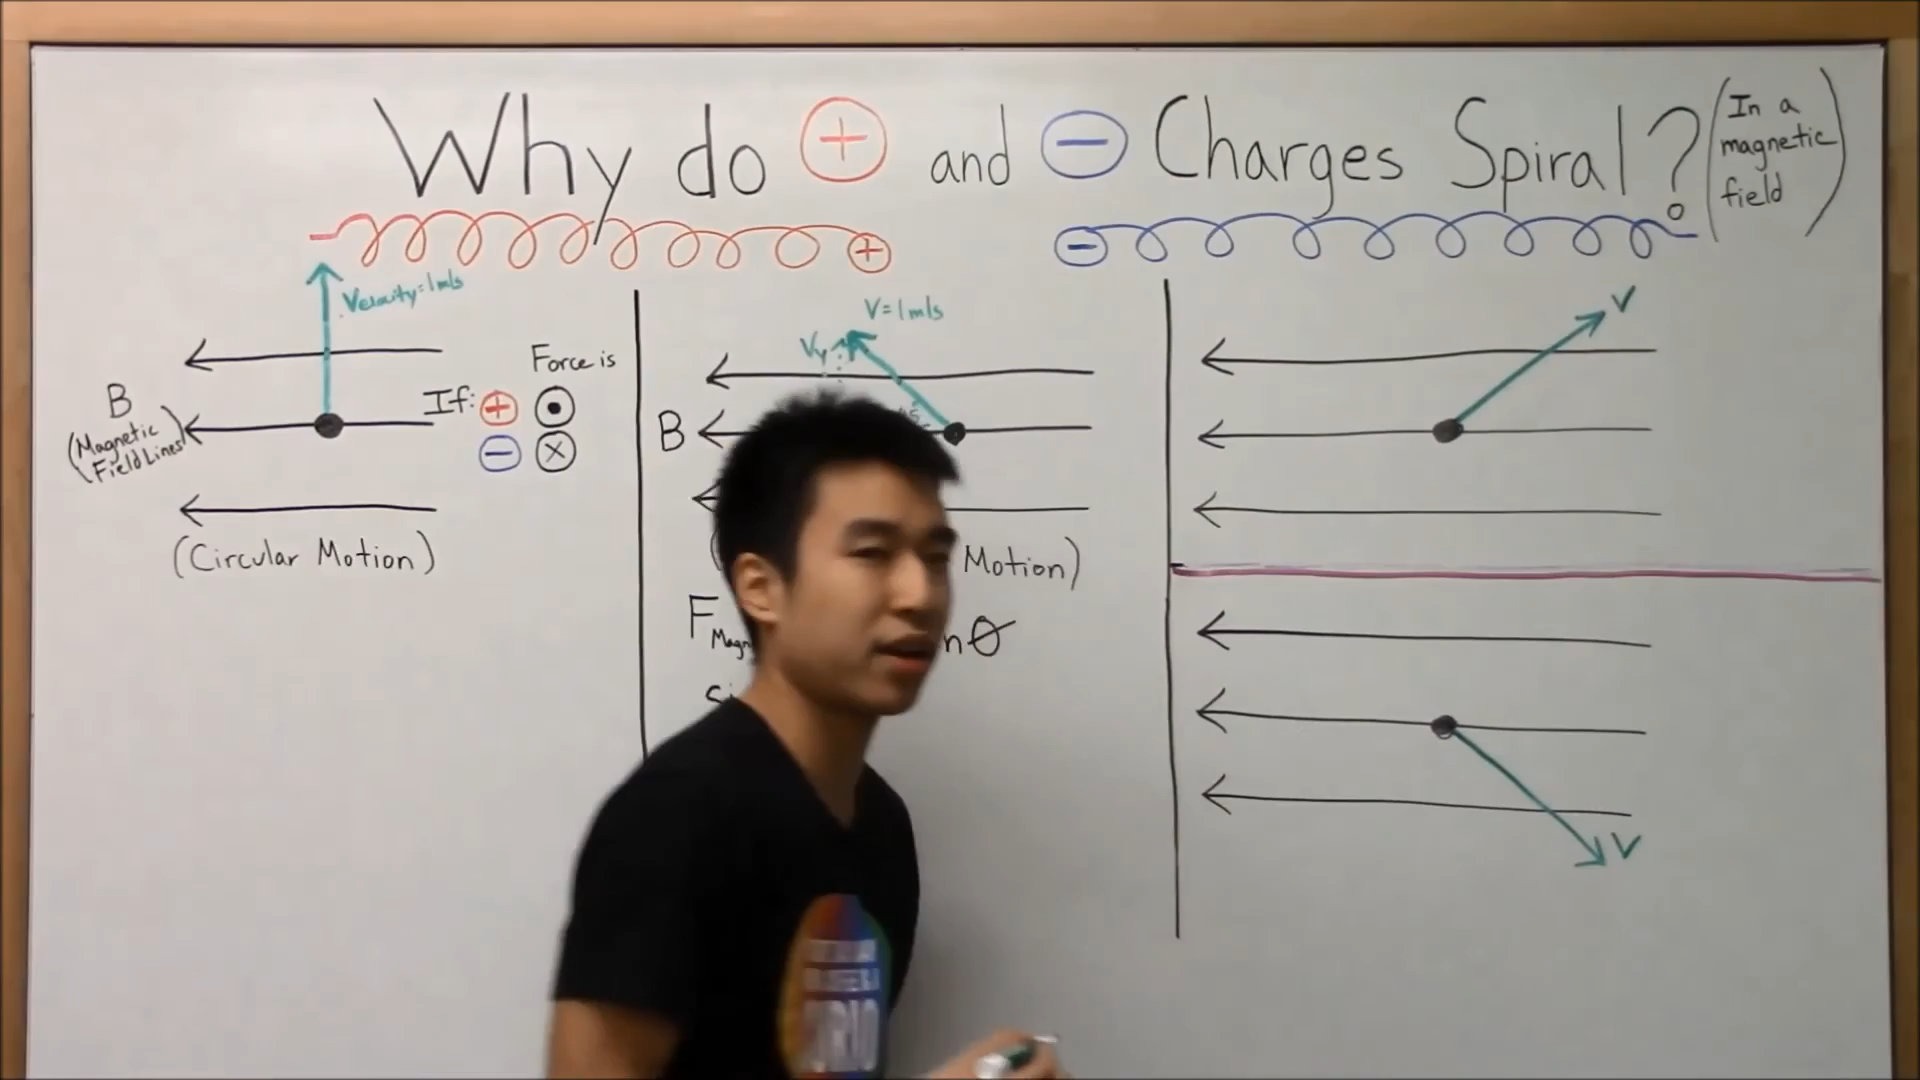 Why do + and − Charges Spiral?
(In a
magnetic
field)
+
−
Velocity=1m/s
B
(Magnetic
Field Lines)
Force is
If: + •
− ×
(Circular Motion)
V=1m/s
Vy
B
45
Motion)
F
θ
V
V